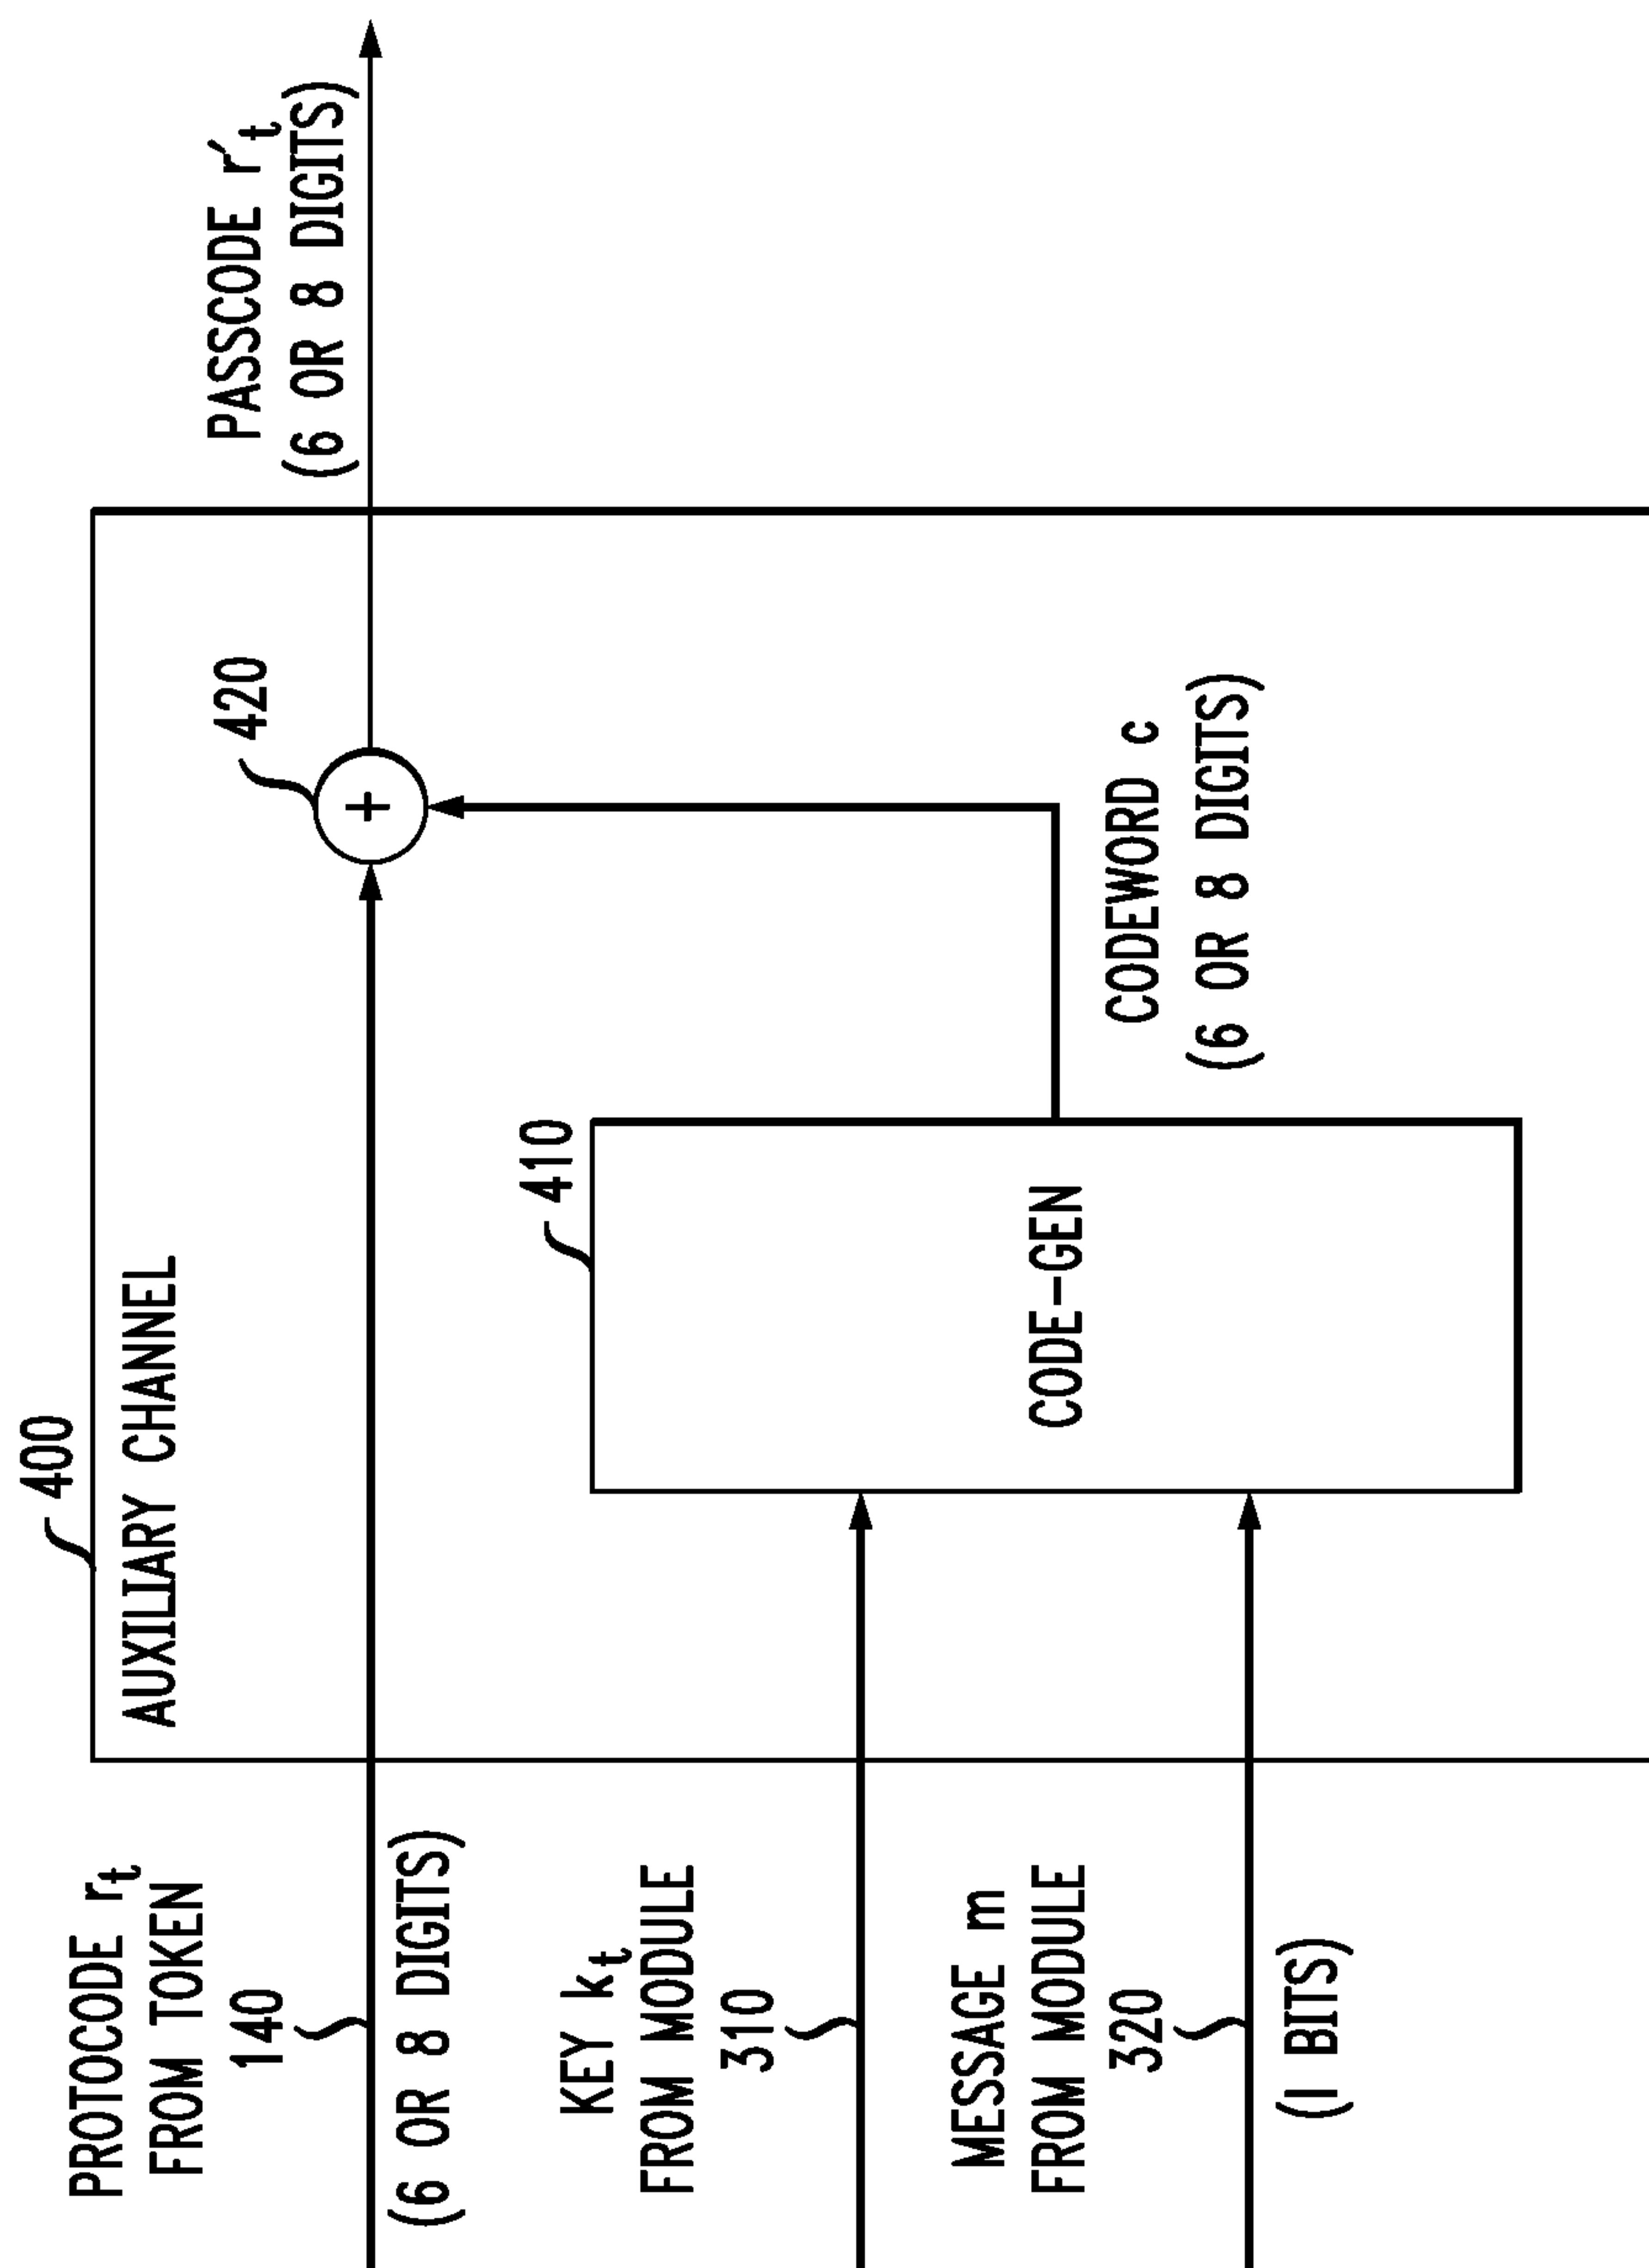 400
AUXILIARY CHANNEL
PROTOCODE rt
FROM TOKEN
140
(6 OR 8 DIGITS)
420
+
PASSCODE r't
(6 OR 8 DIGITS)
KEY kt
FROM MODULE
310
410
CODE-GEN
MESSAGE m
FROM MODULE
320
(l BITS)
CODEWORD c
(6 OR 8 DIGITS)